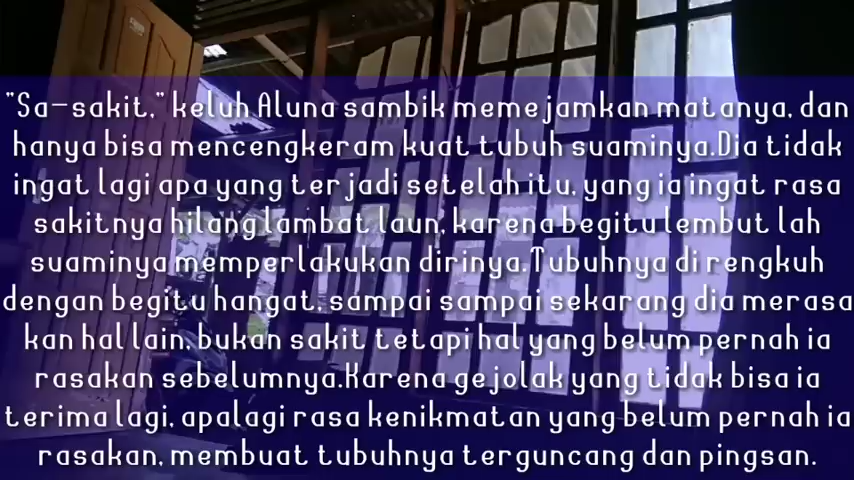 "Sa-sakit," keluh Aluna sambik memejamkan matanya, dan
hanya bisa mencengkeram kuat tubuh suaminya.Dia tidak
ingat lagi apa yang terjadi setelah itu, yang ia ingat rasa
sakitnya hilang lambat laun, karena begitu lembut lah
suaminya memperlakukan dirinya.Tubuhnya di rengkuh
dengan begitu hangat, sampai sampai sekarang dia merasa
kan hal lain, bukan sakit tetapi hal yang belum pernah ia
rasakan sebelumnya.Karena gejolak yang tidak bisa ia
terima lagi, apalagi rasa kenikmatan yang belum pernah ia
rasakan, membuat tubuhnya terguncang dan pingsan.